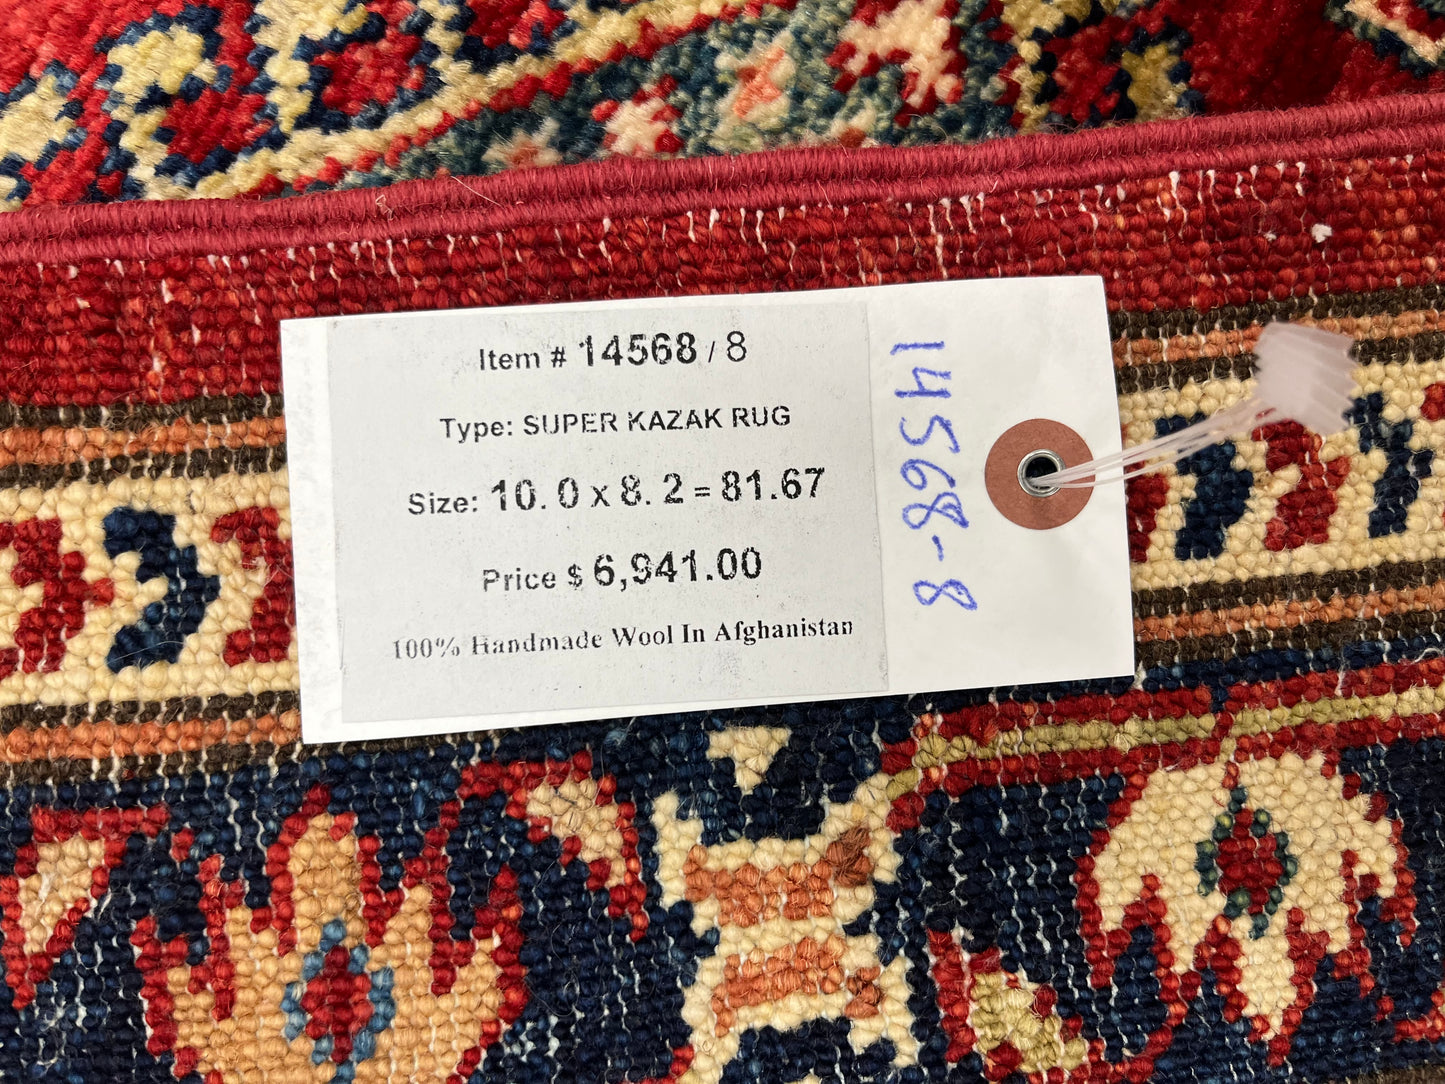 Item # 14568 / 8
Type: SUPER KAZAK RUG
Size: 10. 0 x 8. 2 = 81.67
Price $ 6,941.00
100% Handmade Wool In Afghanistan
14568-8